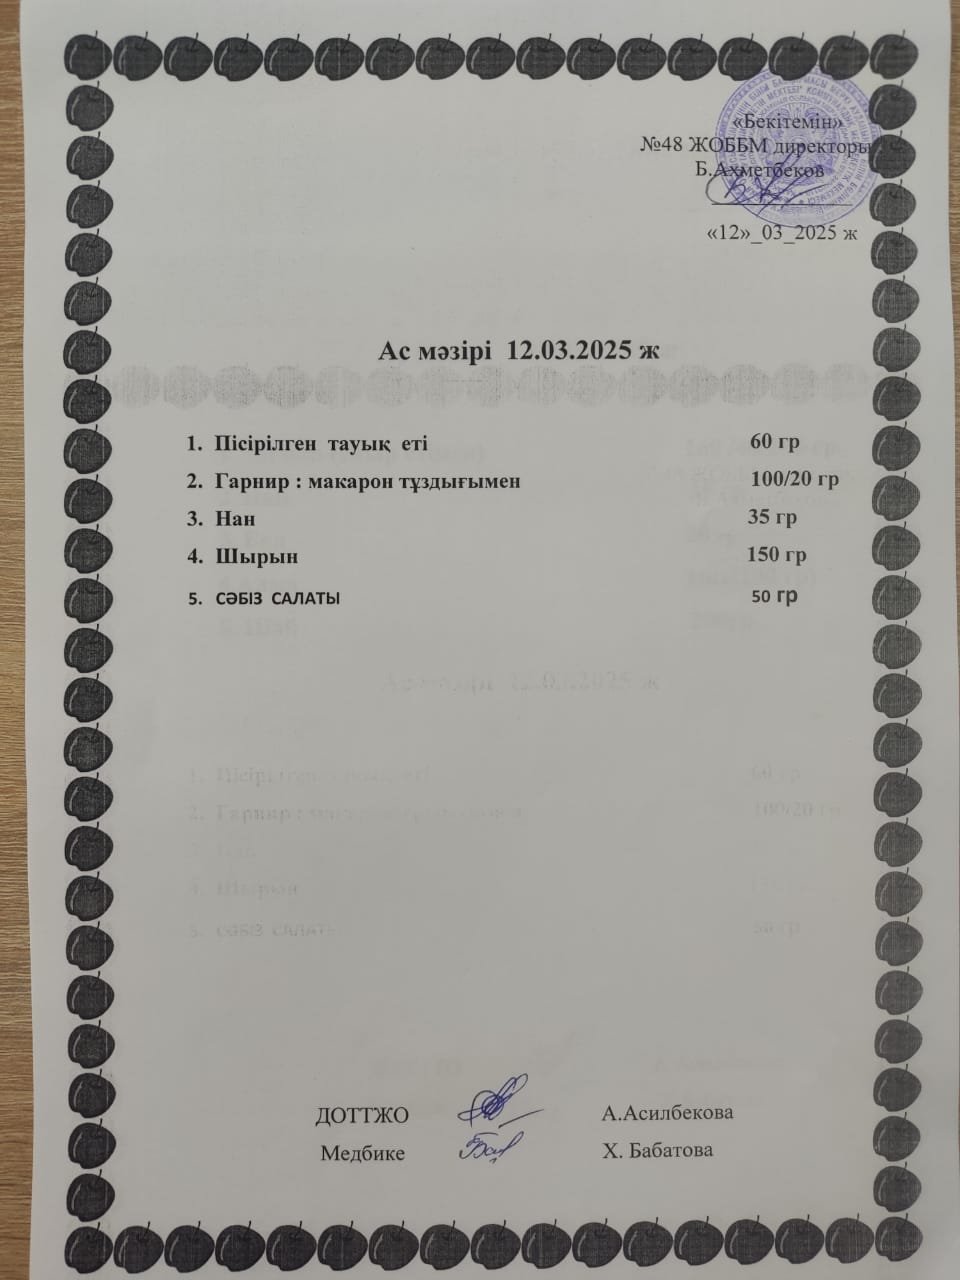 «Бекітемін»
№48 ЖОББМ директоры
Б.Ахметбеков
«12»_03_2025 ж
Ас мәзірі 12.03.2025 ж
1. Пісірілген тауық еті 60 гр
2. Гарнир : макарон тұздығымен 100/20 гр
3. Нан 35 гр
4. Шырын 150 гр
5. СӘБІЗ САЛАТЫ 50 гр
ДОТТЖО А.Асилбекова
Медбике Х. Бабатова